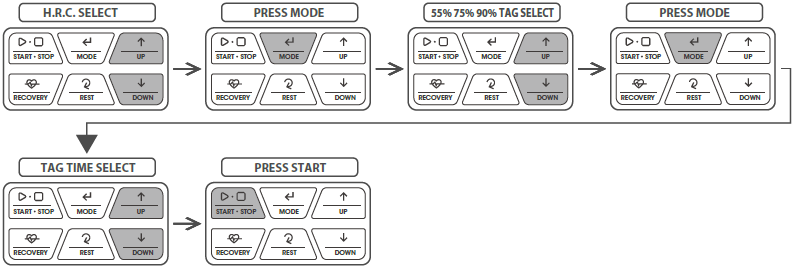 H.R.C. SELECT
START • STOP MODE UP
RECOVERY REST DOWN
PRESS MODE
START • STOP MODE UP
RECOVERY REST DOWN
55% 75% 90% TAG SELECT
START • STOP MODE UP
RECOVERY REST DOWN
PRESS MODE
START • STOP MODE UP
RECOVERY REST DOWN
TAG TIME SELECT
START • STOP MODE UP
RECOVERY REST DOWN
PRESS START
START • STOP MODE UP
RECOVERY REST DOWN